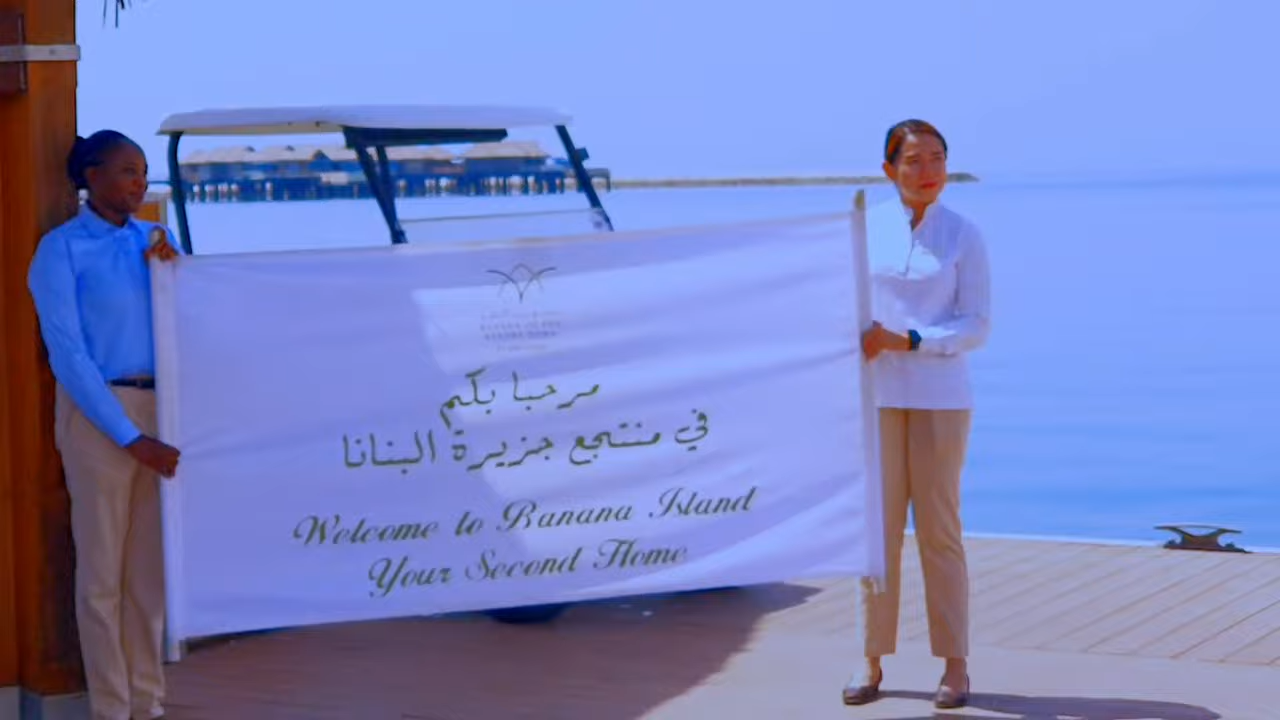 مرحبا بكم
في منتجع جزيرة البنانا
Welcome to Banana Island
Your Second Home